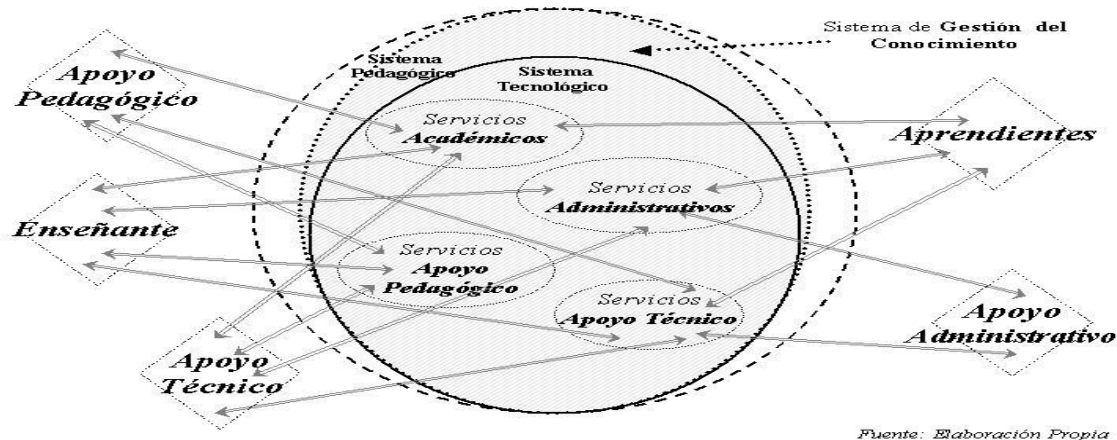 Sistema de Gestión del
Conocimiento
Sistema
Pedagógico
Sistema
Tecnológico
Apoyo
Pedagógico
Servicios
Académicos
Aprendientes
Servicios
Administrativos
Enseñante
Servicios
Apoyo
Pedagógico
Servicios
Apoyo Técnico
Apoyo
Administrativo
Apoyo
Técnico
Fuente: Elaboración Propia